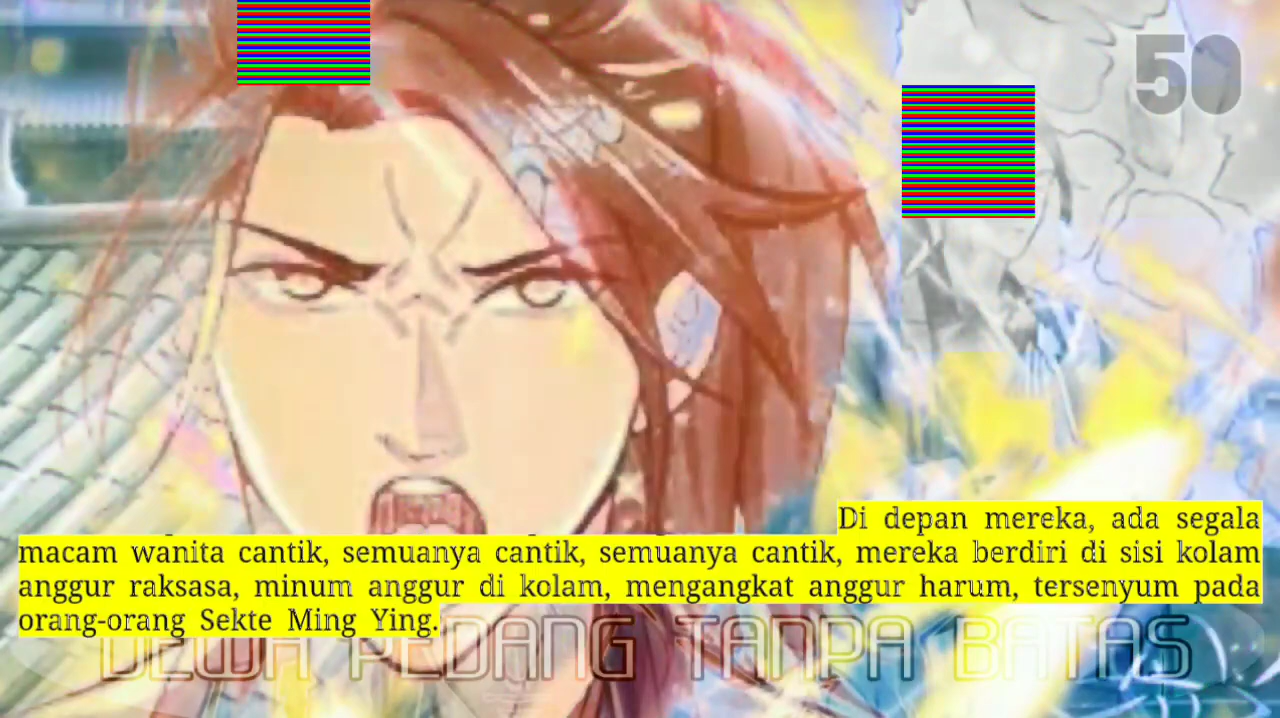 50
Di depan mereka, ada segala
macam wanita cantik, semuanya cantik, semuanya cantik, mereka berdiri di sisi kolam
anggur raksasa, minum anggur di kolam, mengangkat anggur harum, tersenyum pada
orang-orang Sekte Ming Ying.
DEWA PEDANG TANPA BATAS